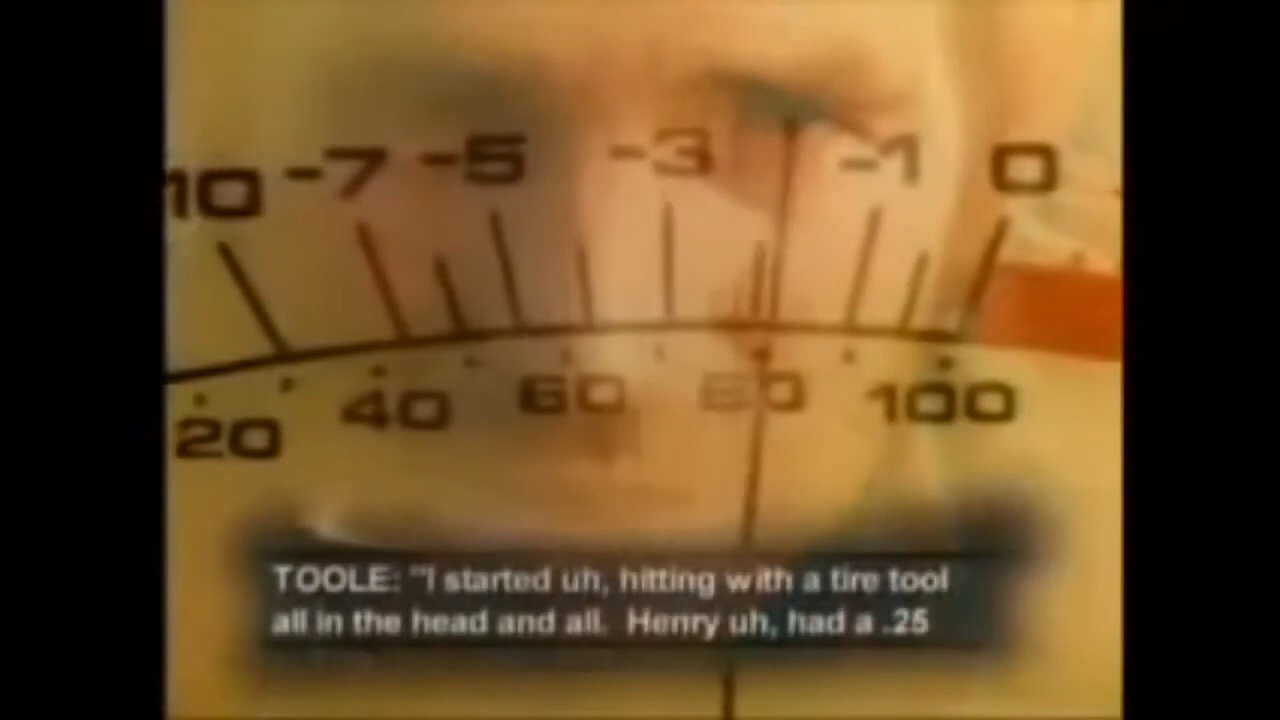 10 -7 -5 -3 -1 0
20 40 60 80 100
TOOLE: "I started uh, hitting with a tire tool
all in the head and all. Henry uh, had a .25